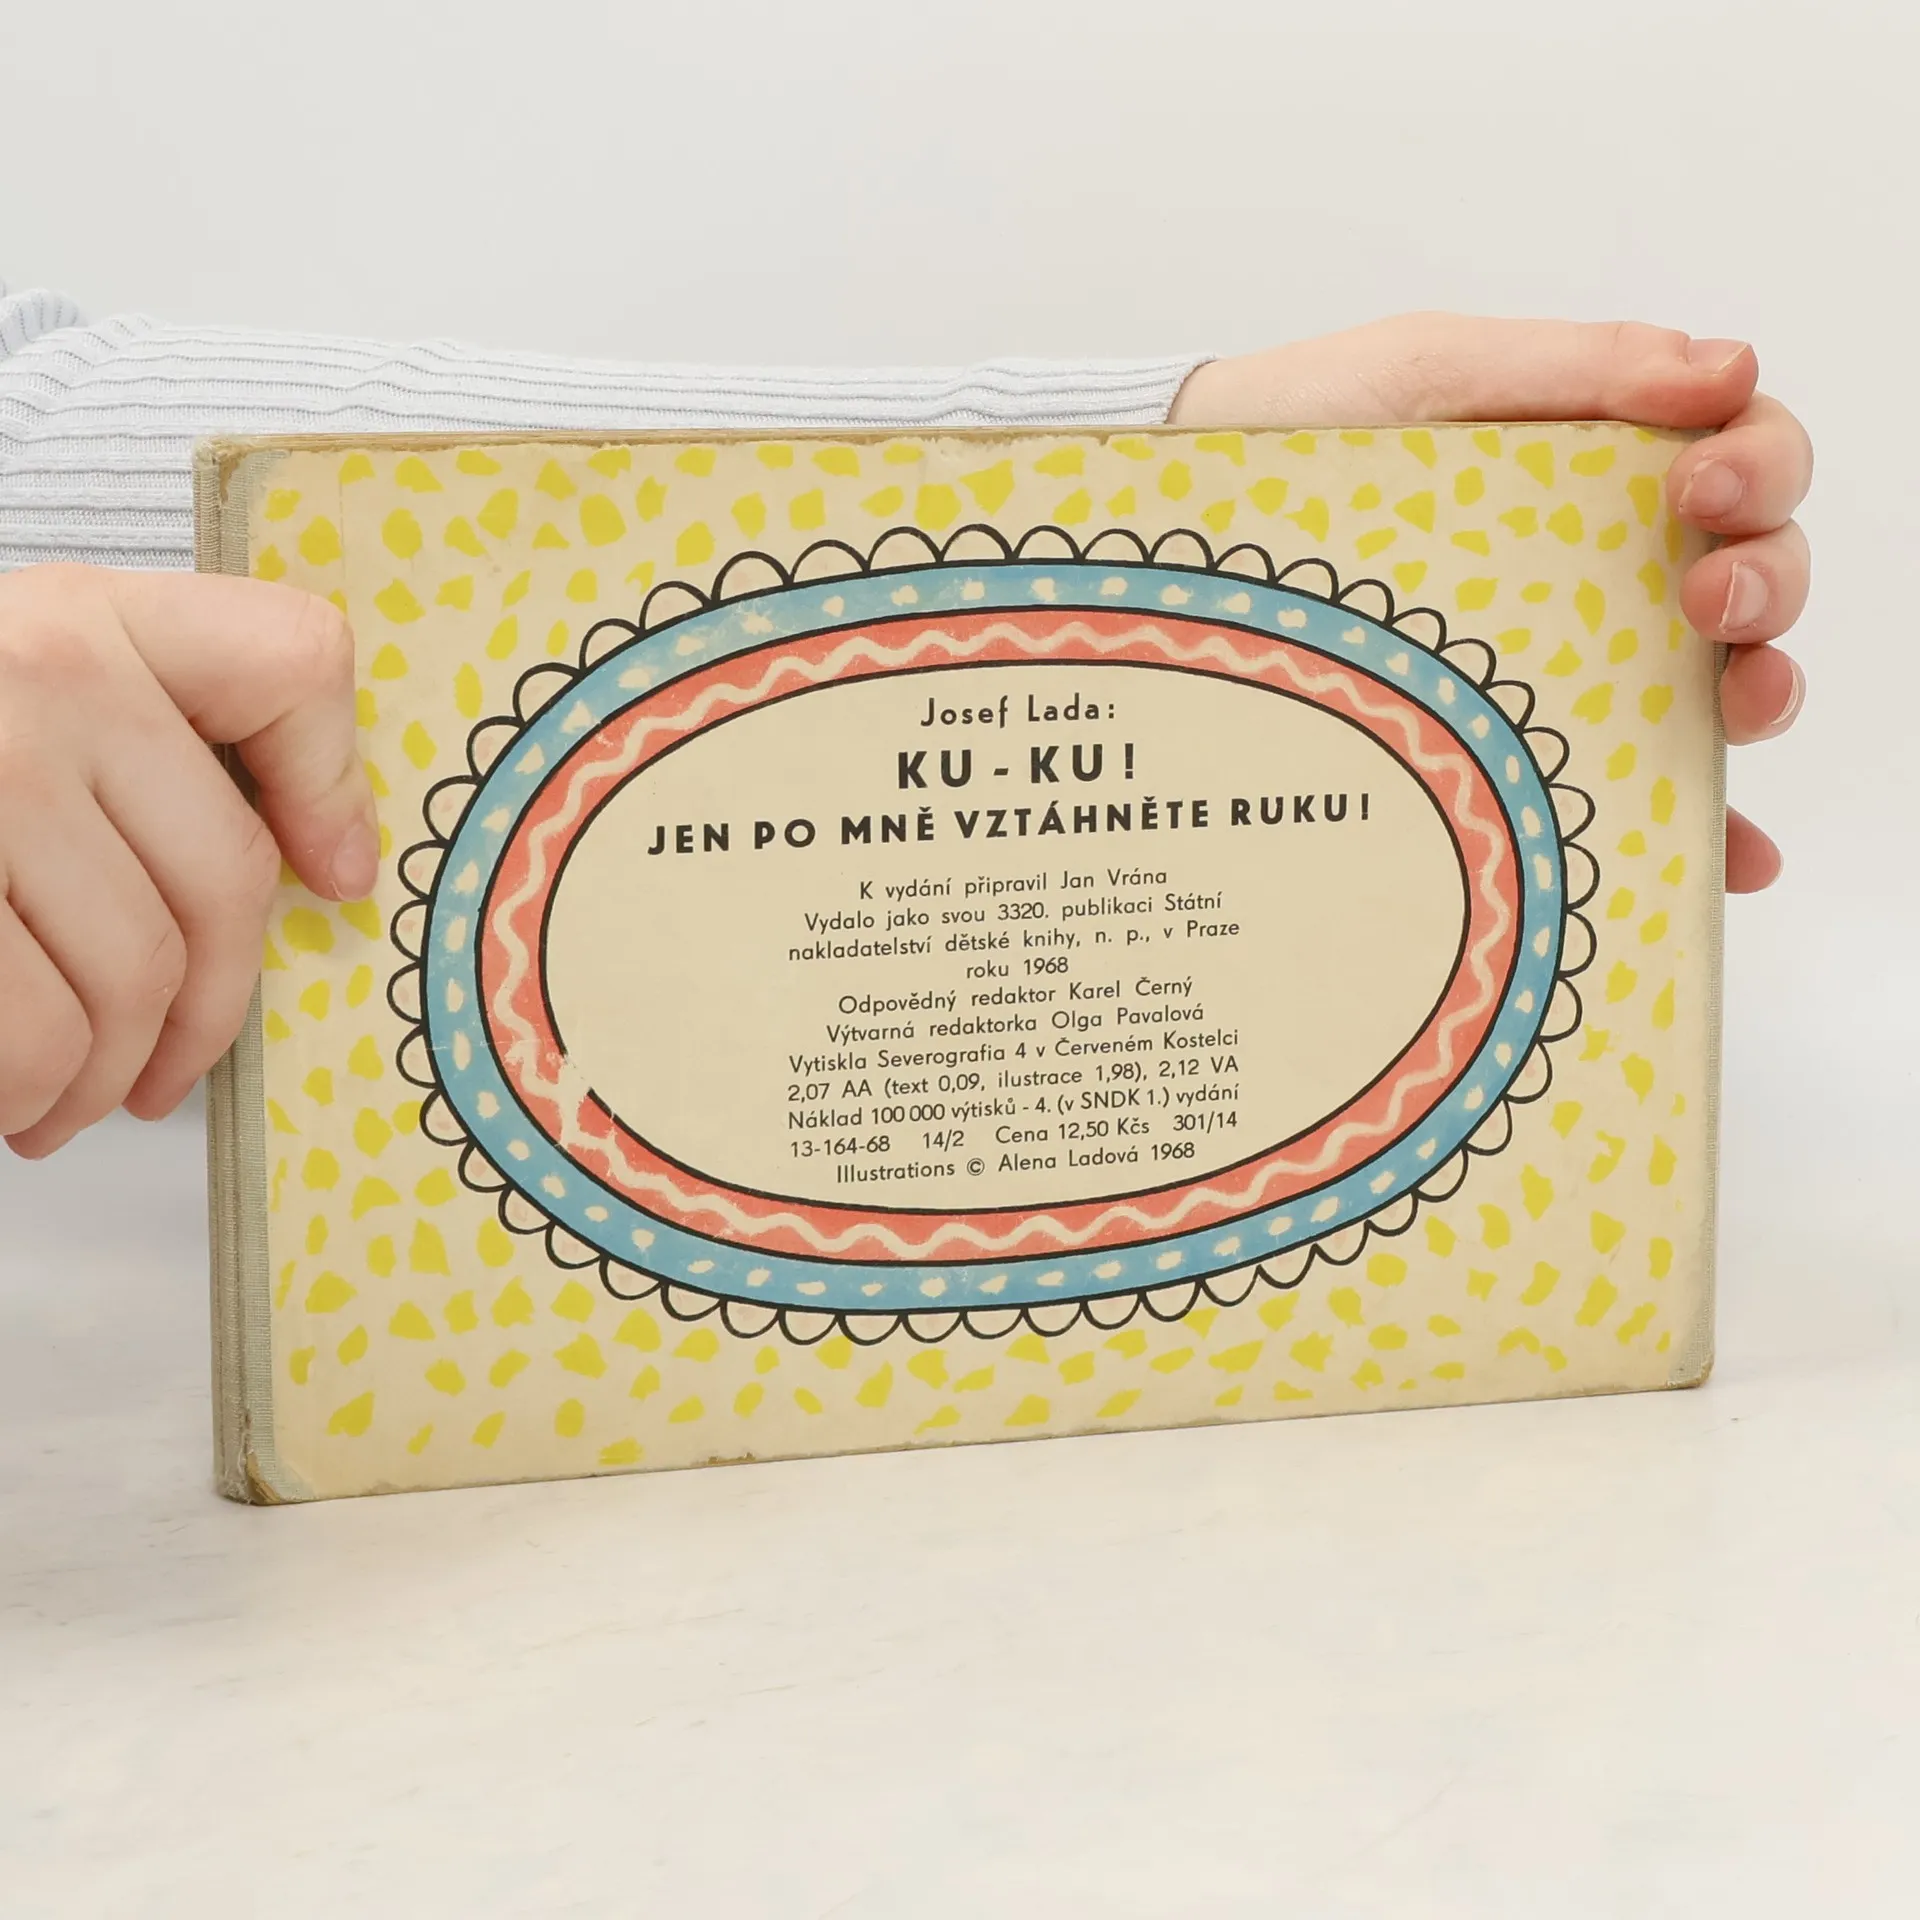 Josef Lada:
KU - KU!
JEN PO MNĚ VZTÁHNĚTE RUKU!
K vydání připravil Jan Vrána
Vydalo jako svou 3320. publikaci Státní
nakladatelství dětské knihy, n. p., v Praze
roku 1968
Odpovědný redaktor Karel Černý
Výtvarná redaktorka Olga Pavalová
Vytiskla Severografia 4 v Červeném Kostelci
2,07 AA (text 0,09, ilustrace 1,98), 2,12 VA
Náklad 100 000 výtisků - 4. (v SNDK 1.) vydání
13-164-68 14/2 Cena 12,50 Kčs 301/14
Illustrations © Alena Ladová 1968